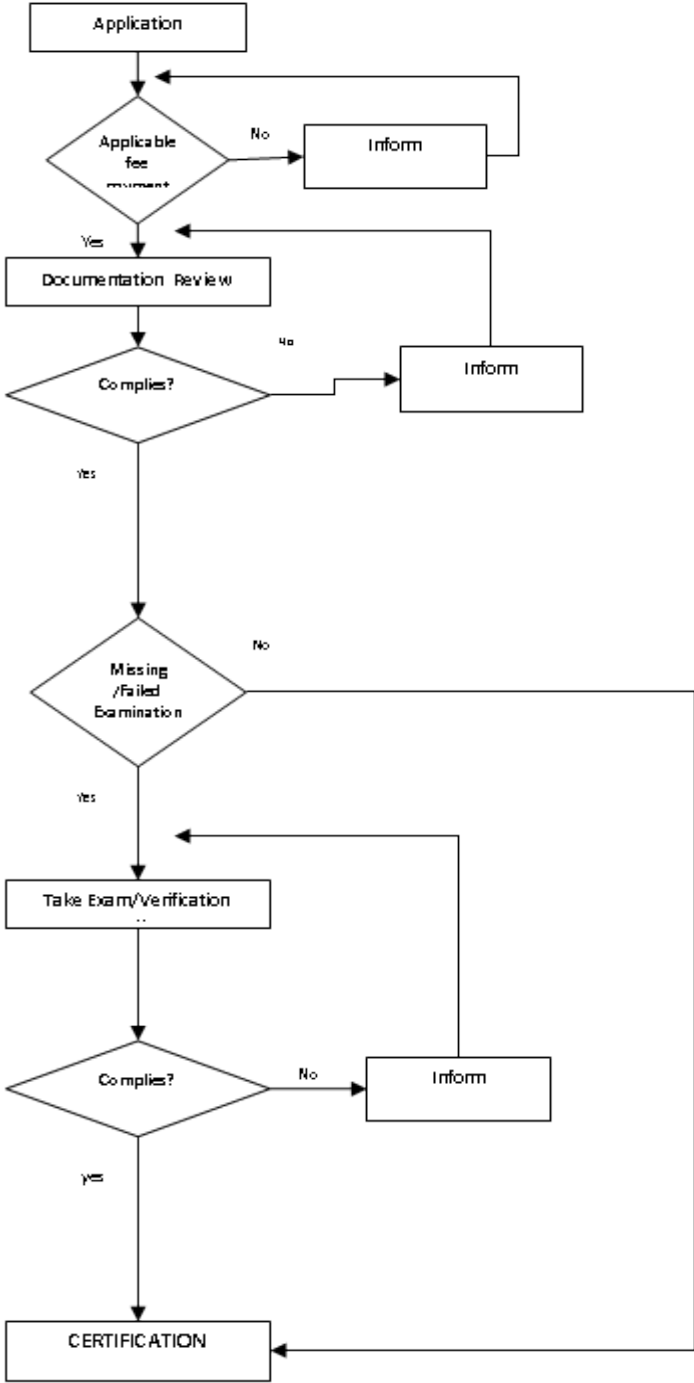 Application
No
Inform
Applicable
fee
Yes
Documentation Review
No
Inform
Complies?
Yes
No
Missing
/Failed
Examination
Yes
Take Exam/Verification
Complies?
No
Inform
yes
CERTIFICATION